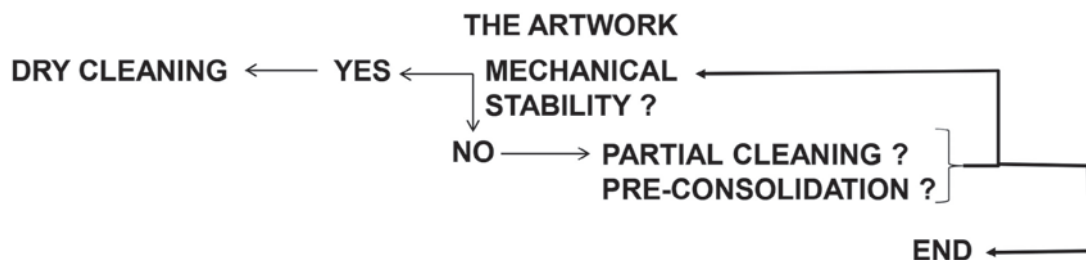 THE ARTWORK
DRY CLEANING YES MECHANICAL
STABILITY ?
NO PARTIAL CLEANING ?
PRE-CONSOLIDATION ?
END